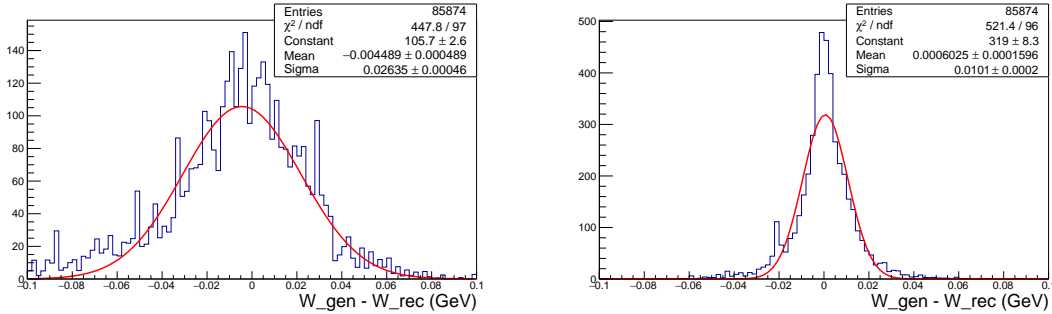 Entries 85874
χ² / ndf 447.8 / 97
Constant 105.7 ± 2.6
Mean −0.004489 ± 0.000489
Sigma 0.02635 ± 0.00046
140
120
100
80
60
40
20
0
−0.1 −0.08 −0.06 −0.04 −0.02 0 0.02 0.04 0.06 0.08 0.1
W_gen - W_rec (GeV)
Entries 85874
χ² / ndf 521.4 / 96
Constant 319 ± 8.3
Mean 0.0006025 ± 0.0001596
Sigma 0.0101 ± 0.0002
500
400
300
200
100
0
−0.1 −0.08 −0.06 −0.04 −0.02 0 0.02 0.04 0.06 0.08 0.1
W_gen - W_rec (GeV)